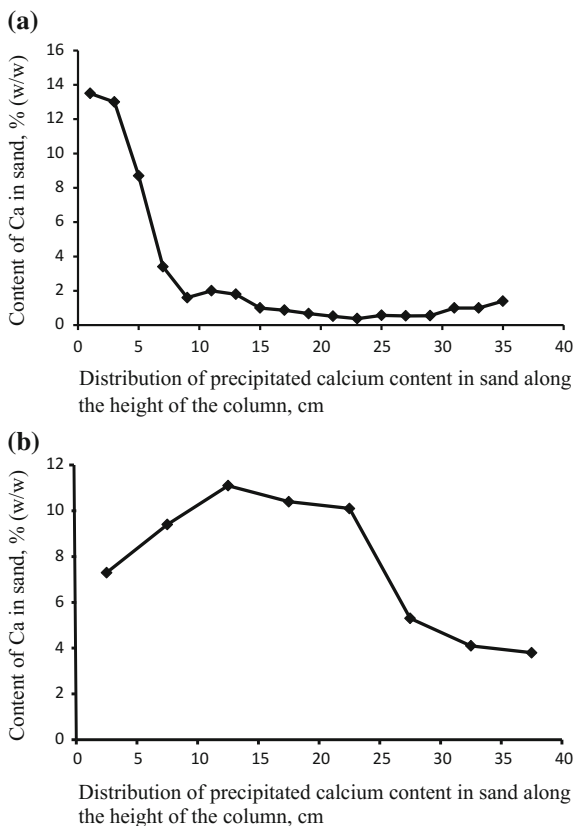 (a)
Content of Ca in sand, % (w/w)
16
14
12
10
8
6
4
2
0
0 5 10 15 20 25 30 35 40
Distribution of precipitated calcium content in sand along
the height of the column, cm
(b)
Content of Ca in sand, % (w/w)
12
10
8
6
4
2
0
0 5 10 15 20 25 30 35 40
Distribution of precipitated calcium content in sand along
the height of the column, cm